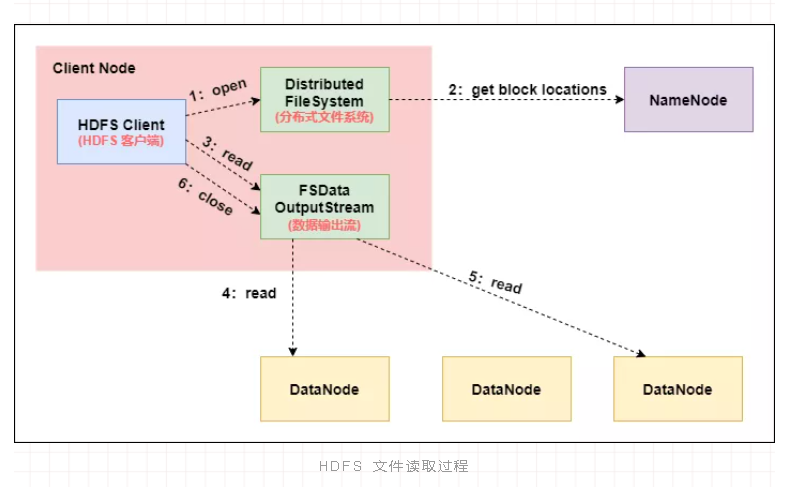 Client Node
1：open
Distributed
FileSystem
(分布式文件系统)
2：get block locations
NameNode
HDFS Client
(HDFS 客户端)
3：read
6：close
FSData
OutputStream
(数据输出流)
4：read
5：read
DataNode
DataNode
DataNode
HDFS 文件读取过程